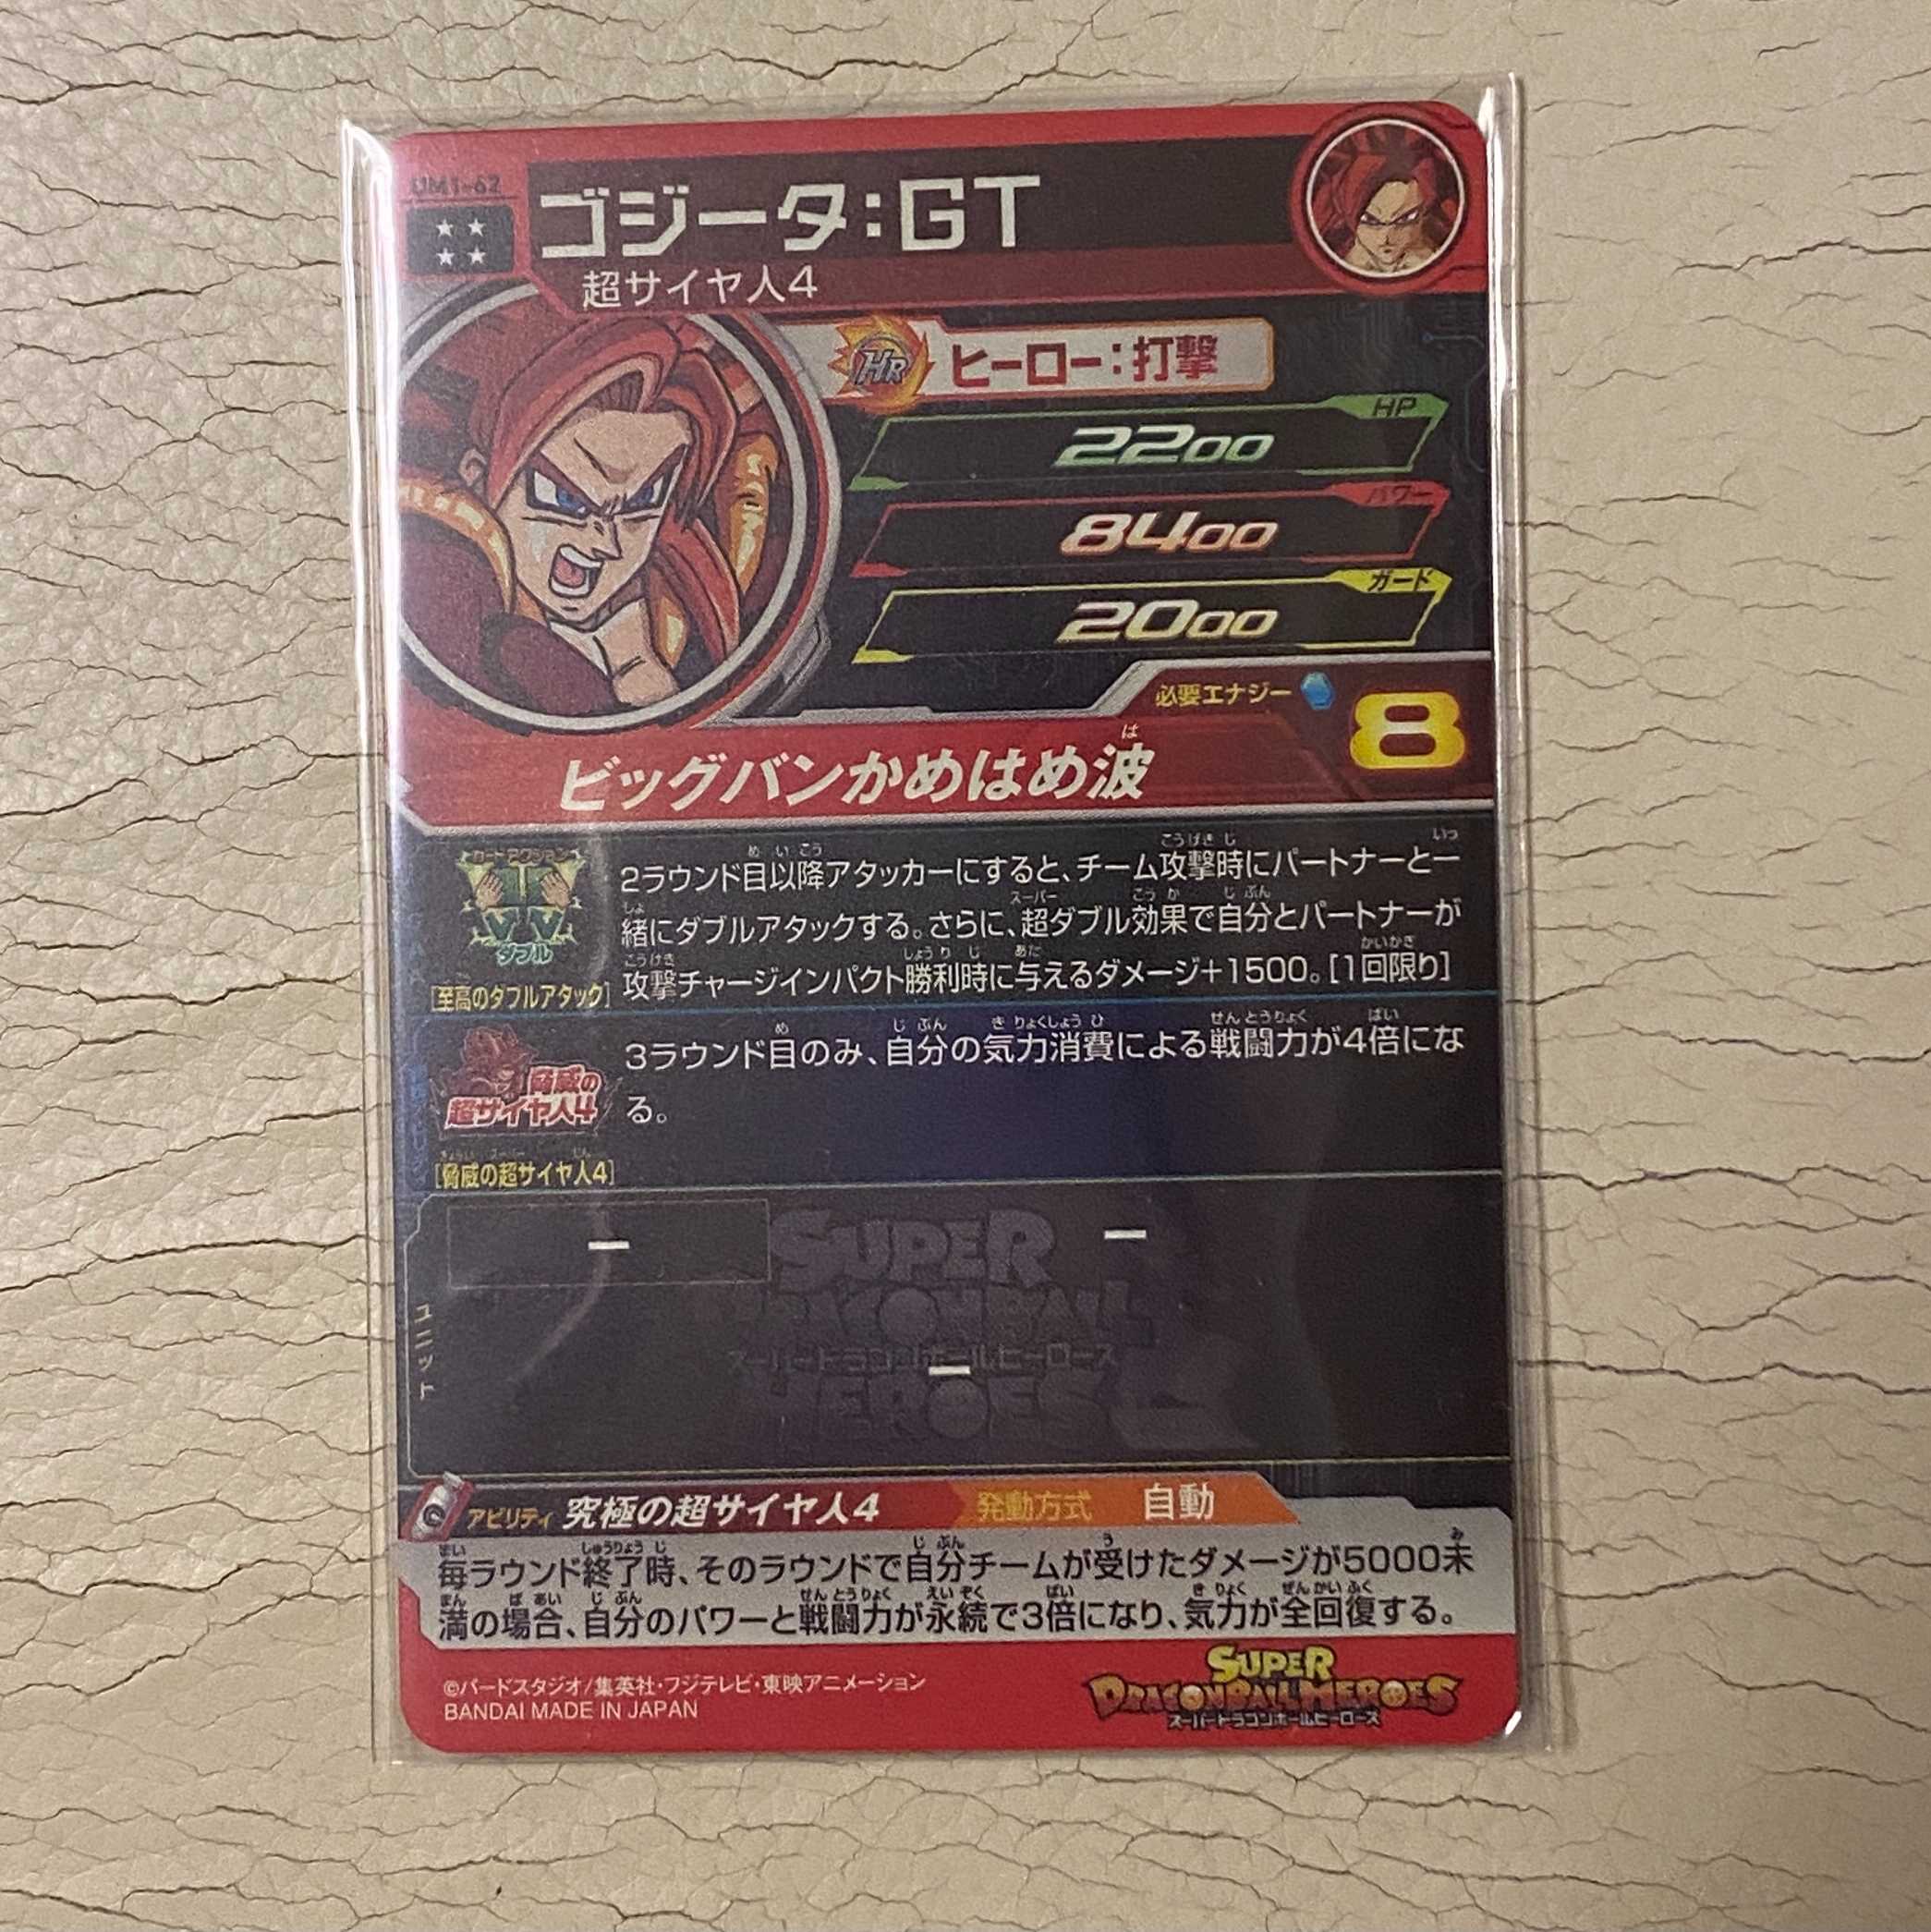 UM1-62
ゴジータ:GT
超サイヤ人4
HR ヒーロー:打撃
HP
2200
パワー
8400
ガード
2000
必要エナジー 8
ビッグバンかめはめ波
カードアクション
ダブル
[至高のダブルアタック]
2ラウンド目以降アタッカーにすると、チーム攻撃時にパートナーと一
緒にダブルアタックする。さらに、超ダブル効果で自分とパートナーが
攻撃チャージインパクト勝利時に与えるダメージ+1500。[1回限り]
脅威の
超サイヤ人4
[脅威の超サイヤ人4]
3ラウンド目のみ、自分の気力消費による戦闘力が4倍にな
る。
ユニット
SUPER
DRAGONBALL
スーパードラゴンボールヒーローズ
HEROES
アビリティ 究極の超サイヤ人4 発動方式 自動
毎ラウンド終了時、そのラウンドで自分チームが受けたダメージが5000未
満の場合、自分のパワーと戦闘力が永続で3倍になり、気力が全回復する。
©バードスタジオ/集英社・フジテレビ・東映アニメーション
BANDAI MADE IN JAPAN
SUPER
DRAGONBALL HEROES
スーパードラゴンボールヒーローズ